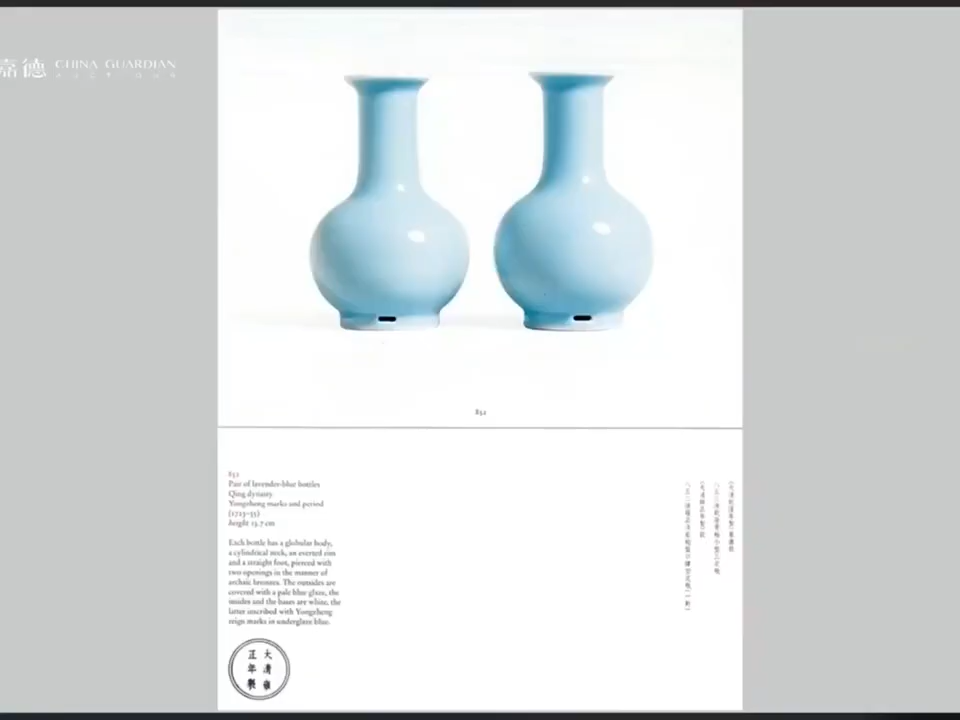 嘉德 CHINA GUARDIAN
852
852
Pair of lavender-blue bottles
Qing dynasty
Yongzheng marks and period
(1723-35)
height 13.7 cm
Each bottle has a globular body,
a cylindrical neck, an everted rim
and a straight foot, pierced with
two openings in the manner of
archaic bronzes. The outsides are
covered with a pale blue glaze, the
insides and the bases are white, the
latter inscribed with Yongzheng
reign marks in underglaze blue.
大清雍
正年製